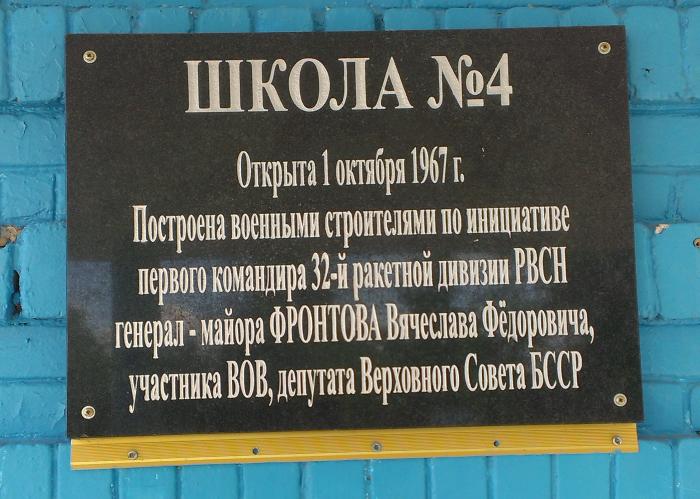 ШКОЛА №4
Открыта 1 октября 1967 г.
Построена военными строителями по инициативе
первого командира 32-й ракетной дивизии РВСН
генерал - майора ФРОНТОВА Вячеслава Фёдоровича,
участника ВОВ, депутата Верховного Совета БССР